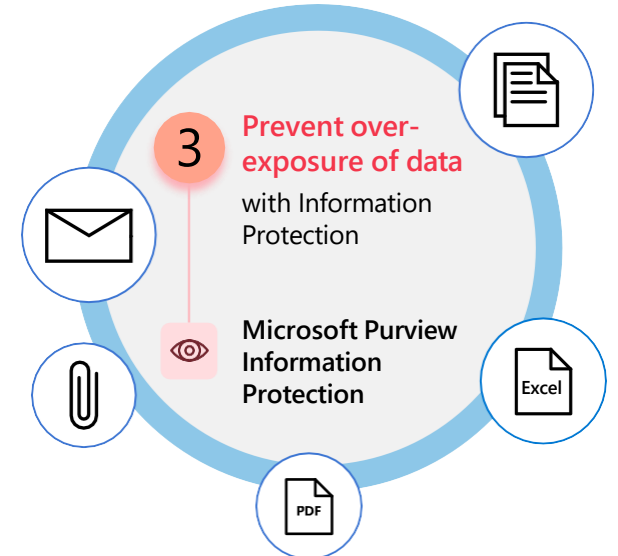 3
Prevent over-
exposure of data
with Information
Protection
Microsoft Purview
Information
Protection
Excel
PDF